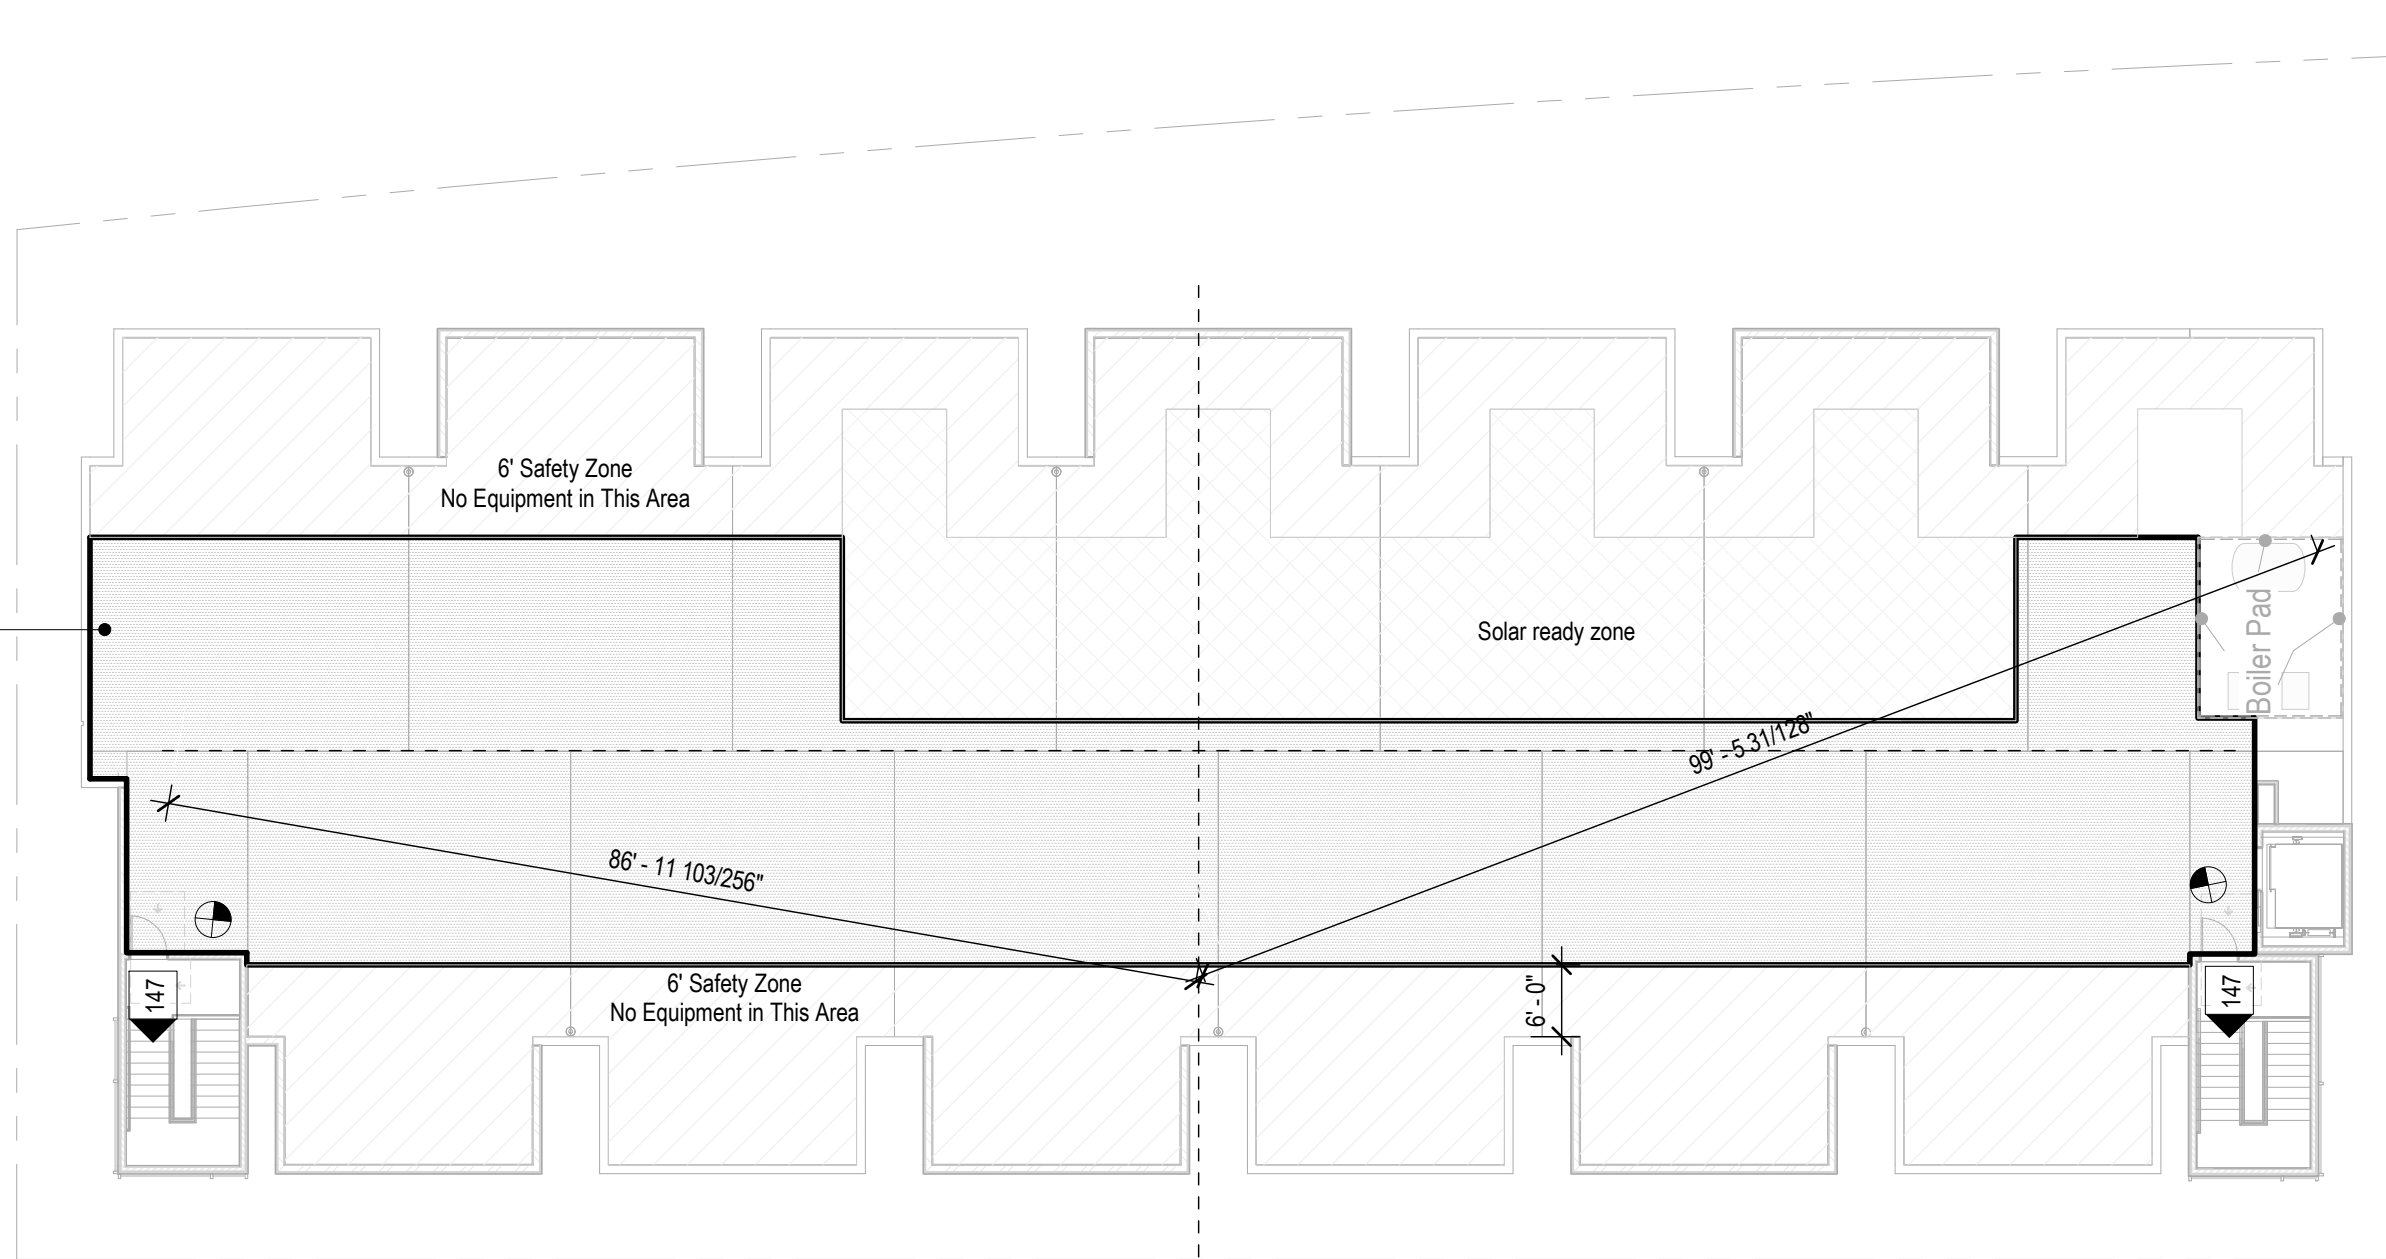 6' Safety Zone
No Equipment in This Area
Solar ready zone
Boiler Pad
99' - 5 31/128"
86' - 11 103/256"
6' Safety Zone
No Equipment in This Area
6' - 0"
147
147